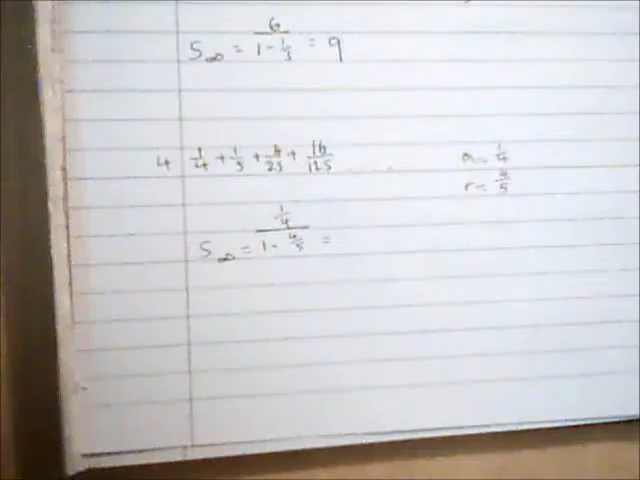 S∞ = 6/(1 - 1/3) = 9
4 1/4 + 1/5 + 4/25 + 16/125 ..... a = 1/4
r = 4/5
S∞ = (1/4)/(1 - 4/5) =